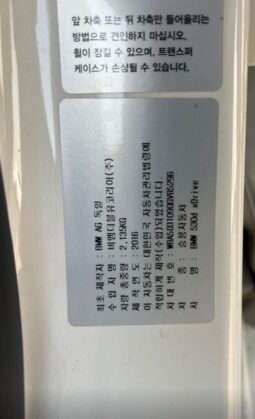 앞 차축 또는 뒤 차축만 들어올리는
방법으로 견인하지 마십시오.
휠이 잠길 수 있으며, 트랜스퍼
케이스가 손상될 수 있습니다.
최초 제작자 : BMW AG 독일
수 입 자 명 : 비엠더블유코리아(주)
차량 총중량 : 2,135KG
제 작 연 도 : 2016
이 자동차는 대한민국 자동차관리법령에
적합하게 제작(수입)되었습니다.
차 대 번 호 :
차 종 : 승용자동차
차 명 : BMW 530d xDrive